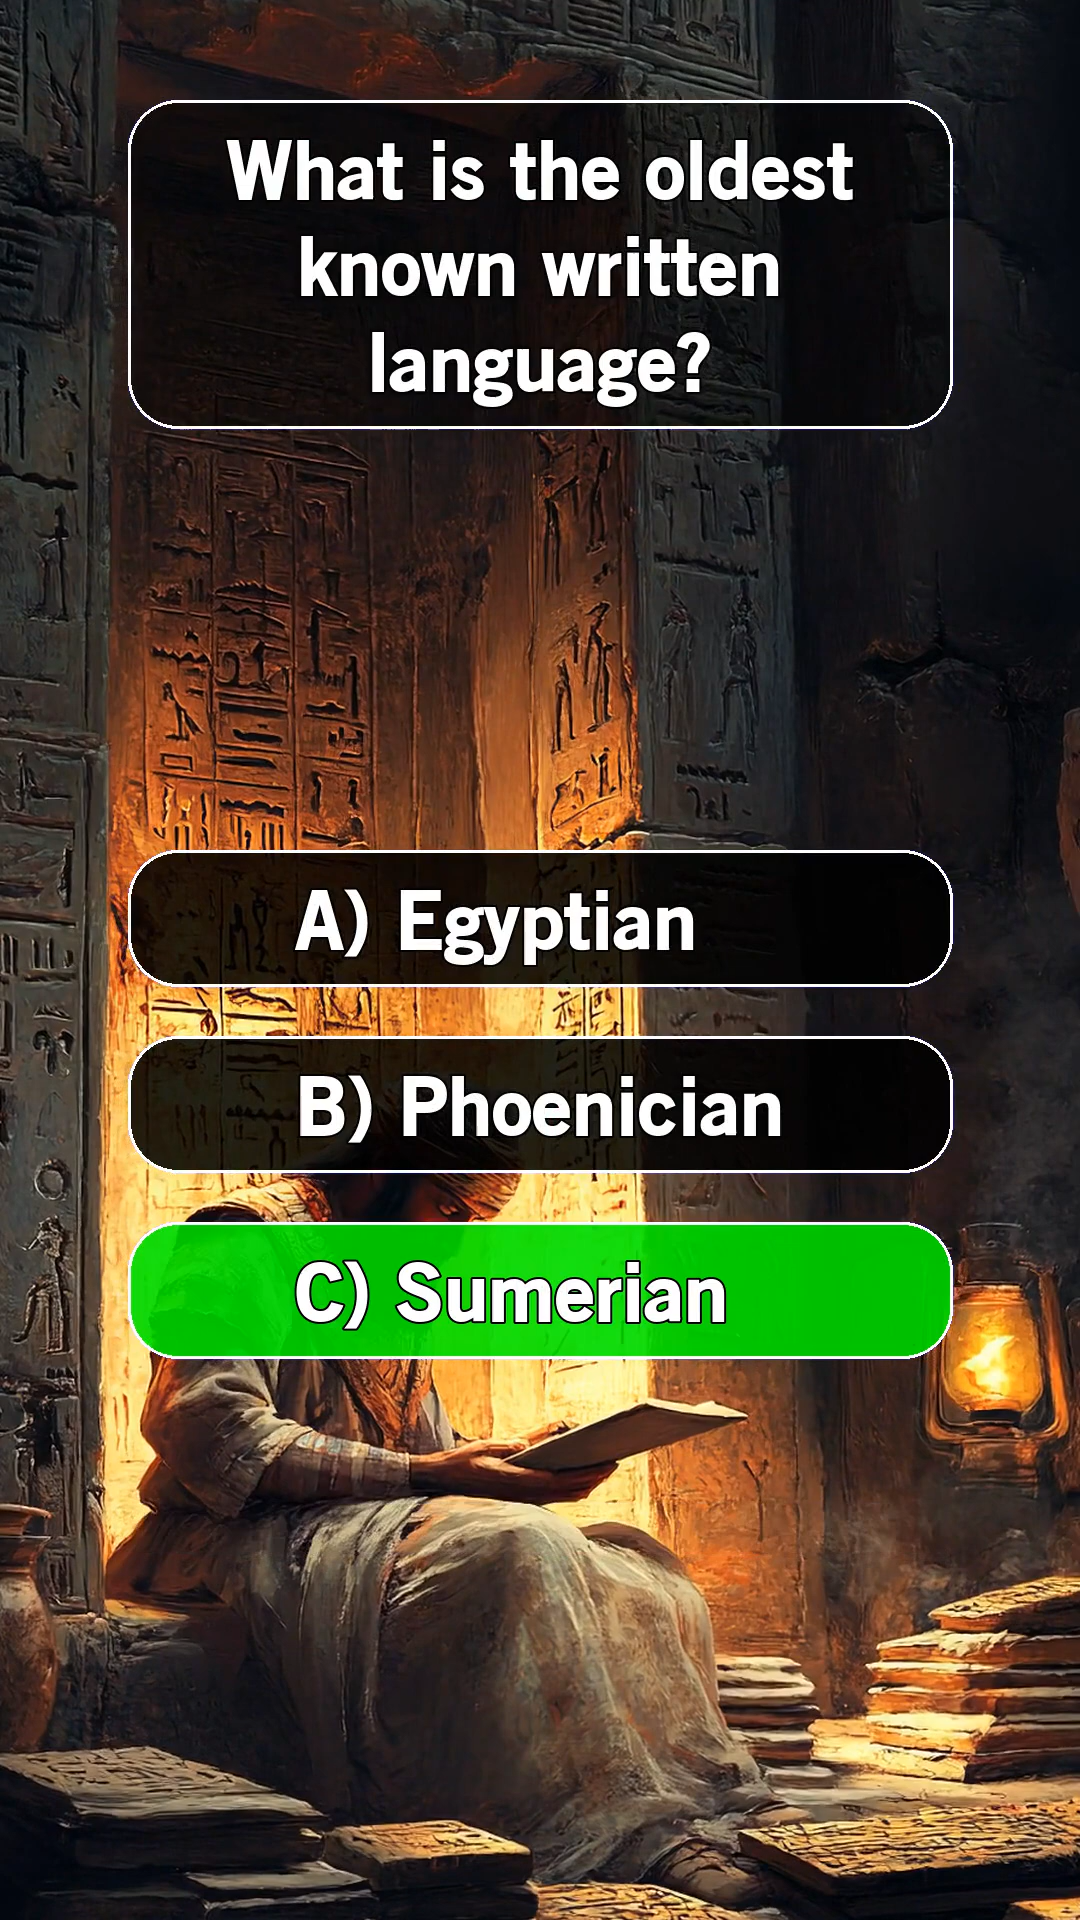 What is the oldest
known written
language?
A) Egyptian
B) Phoenician
C) Sumerian